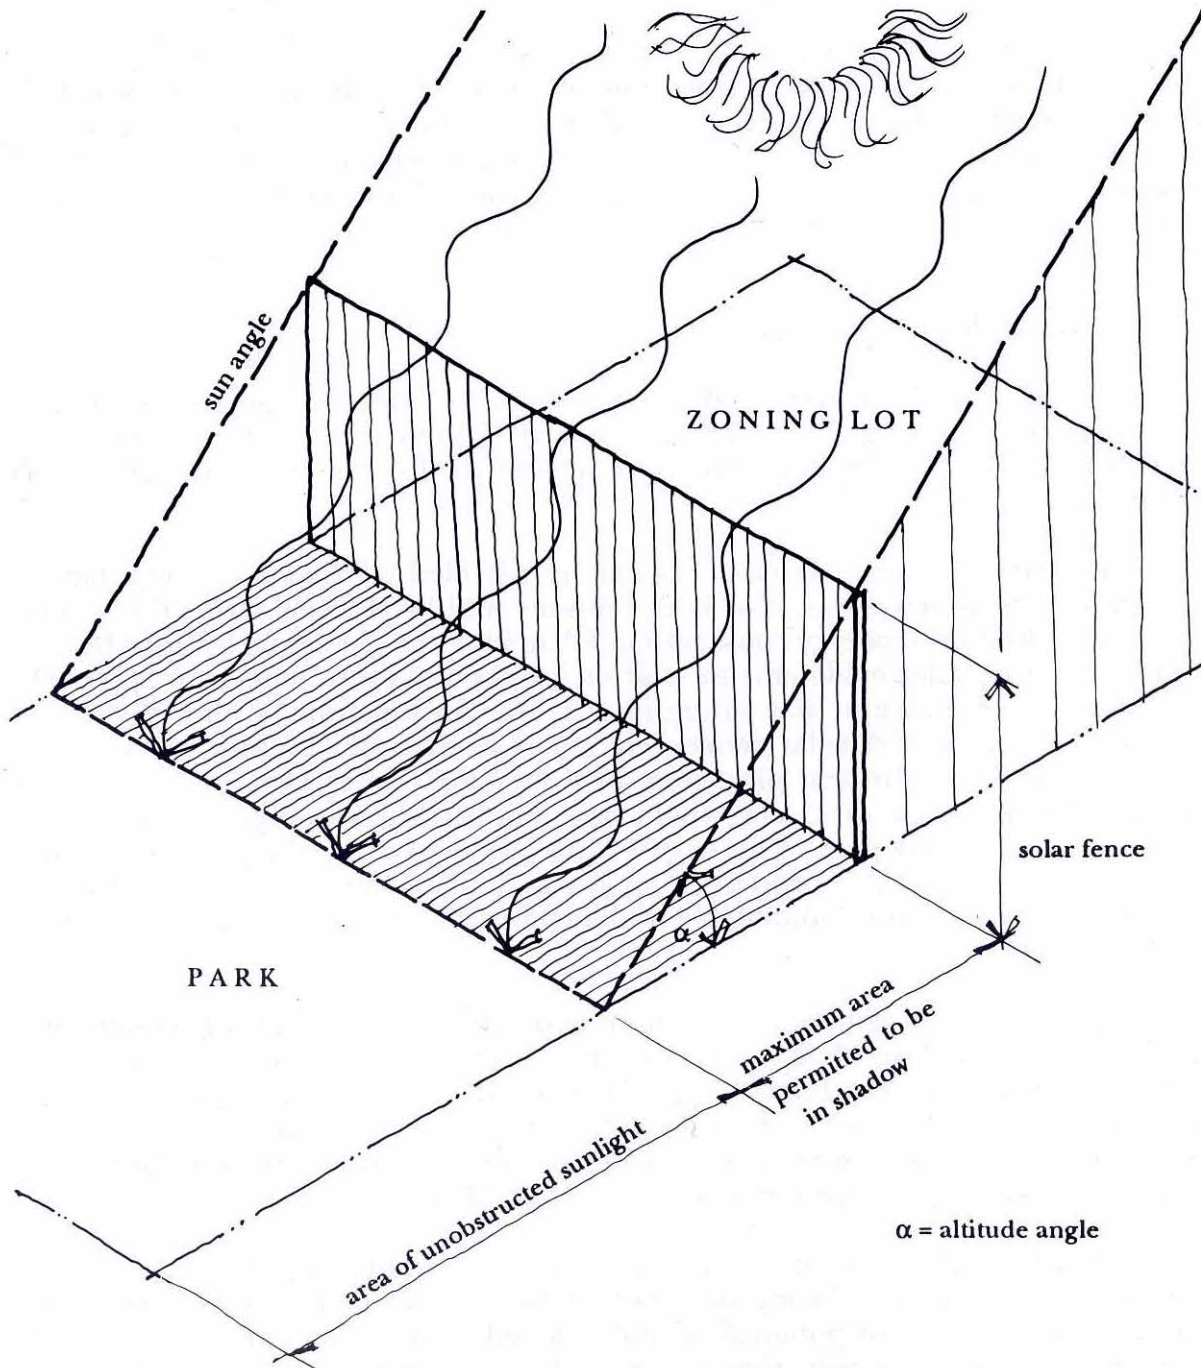 sun angle
ZONING LOT
solar fence
α
PARK
maximum area
permitted to be
in shadow
area of unobstructed sunlight
α = altitude angle